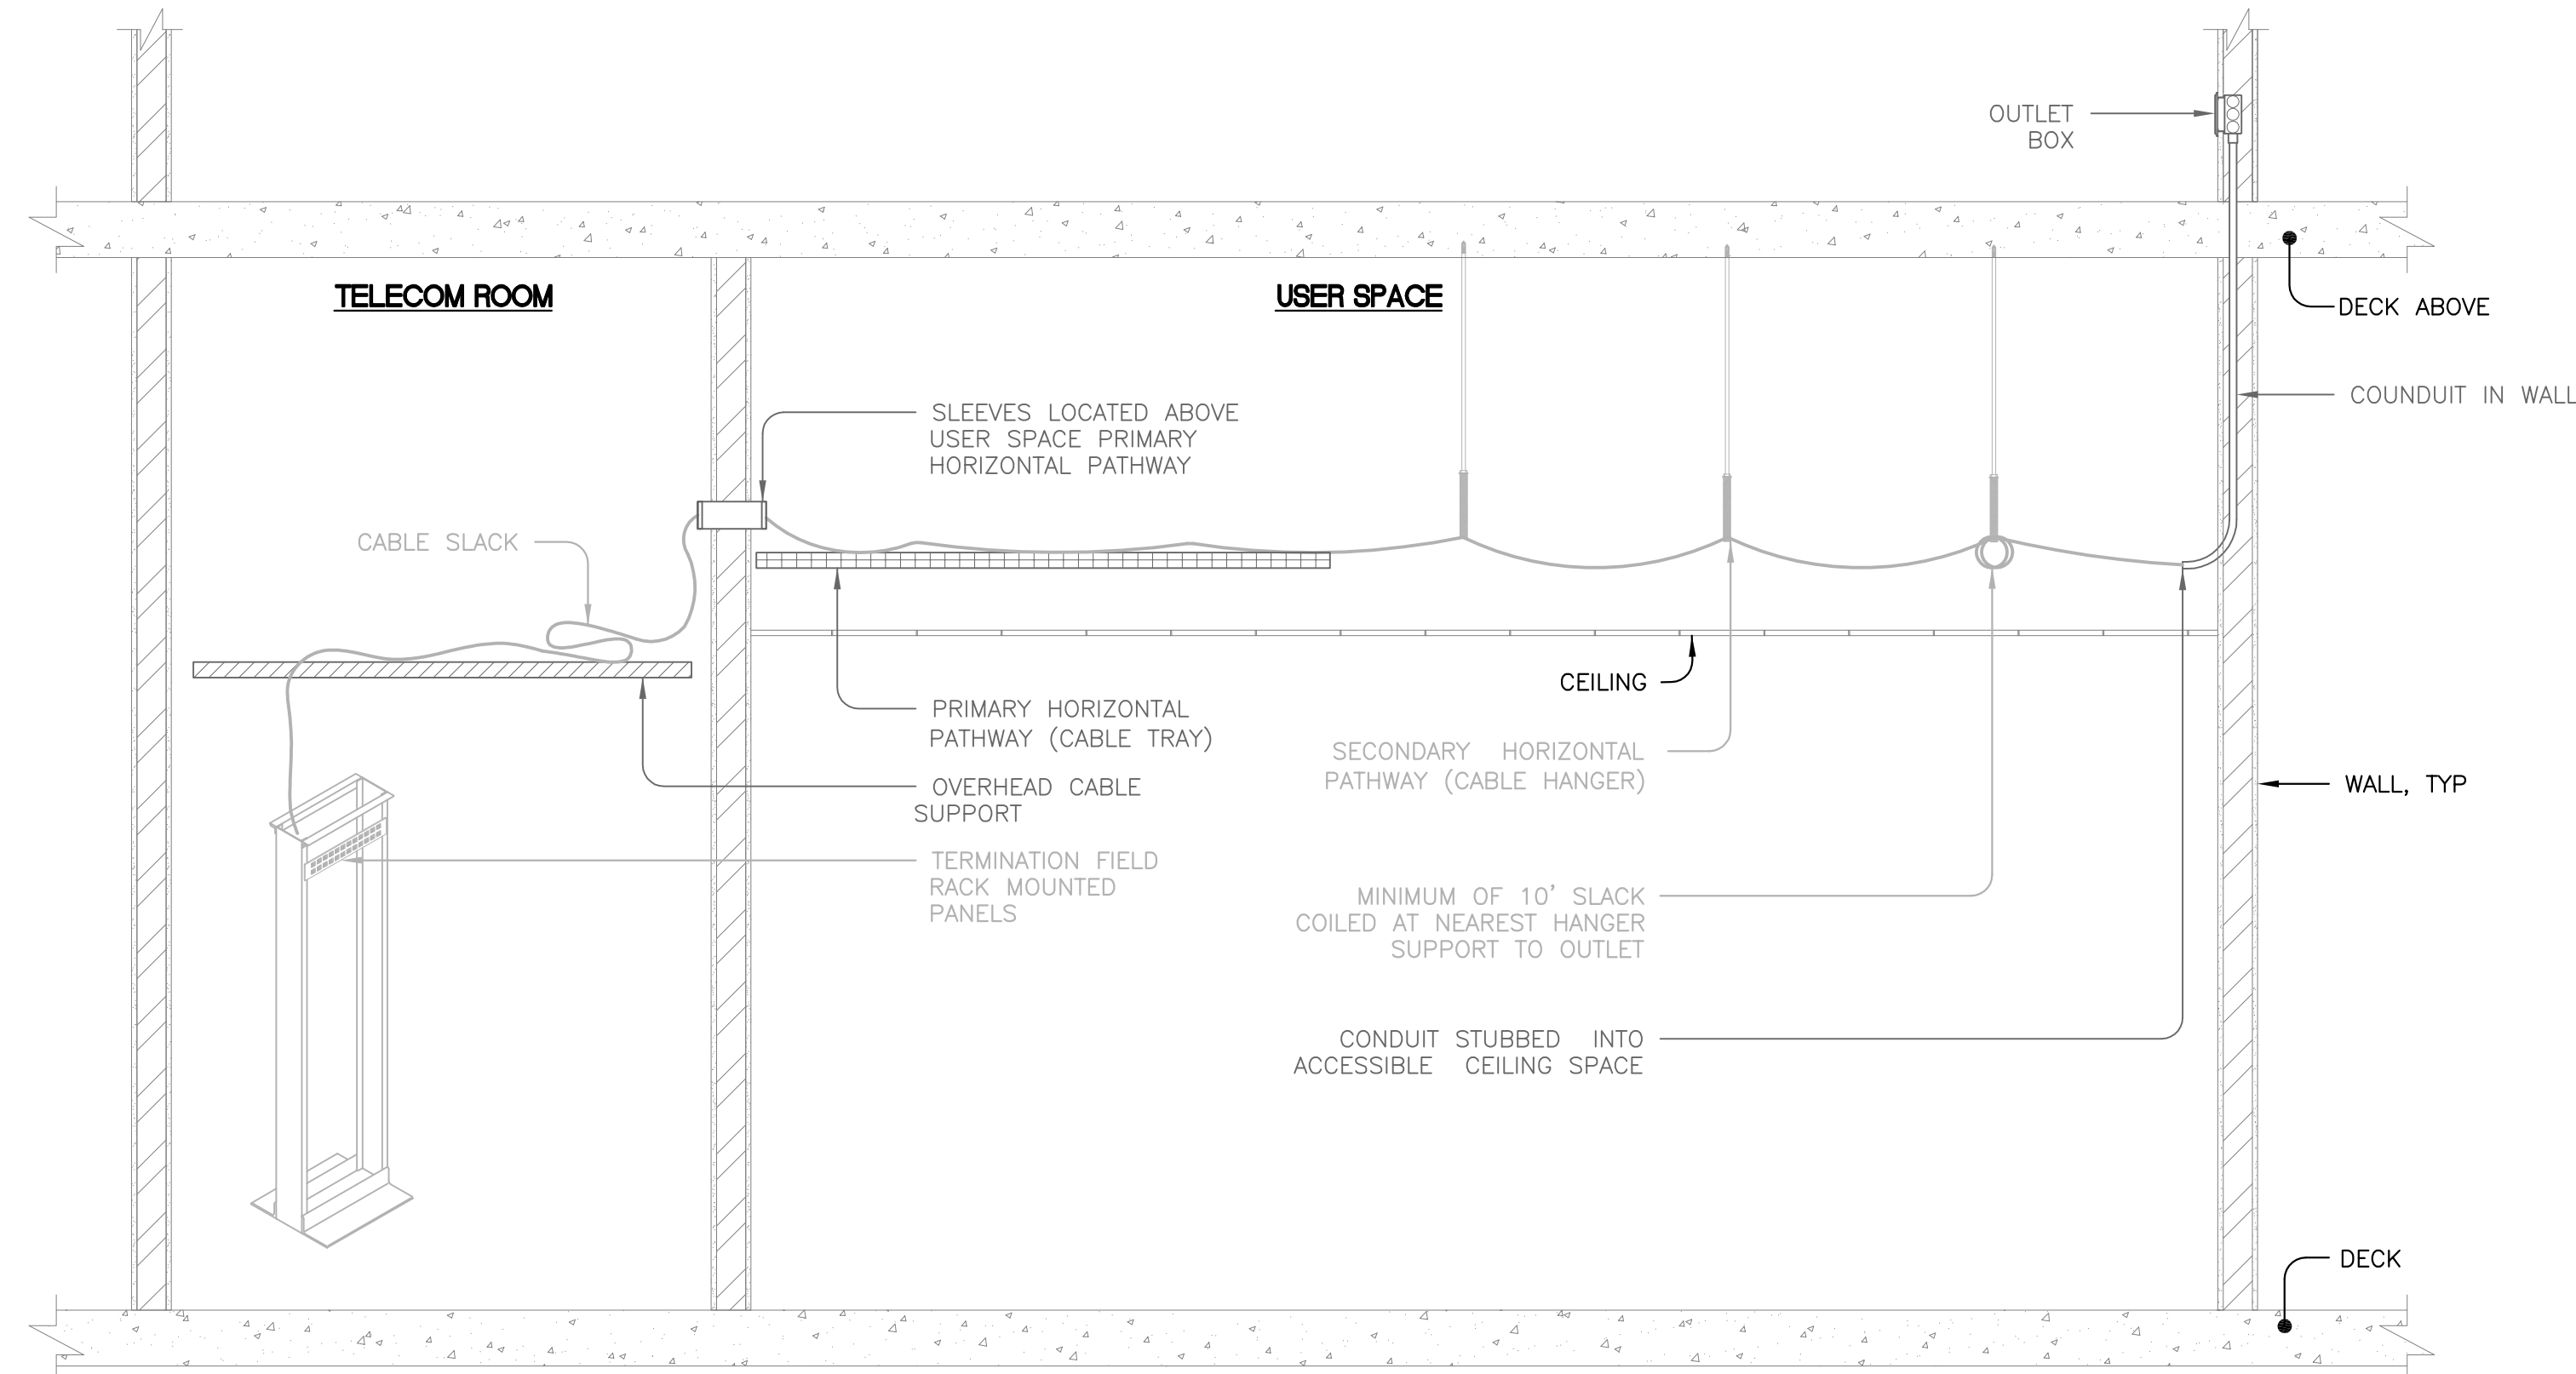 OUTLET
BOX
TELECOM ROOM
USER SPACE
DECK ABOVE
COUNDUIT IN WALL
SLEEVES LOCATED ABOVE
USER SPACE PRIMARY
HORIZONTAL PATHWAY
CABLE SLACK
CEILING
PRIMARY HORIZONTAL
PATHWAY (CABLE TRAY)
SECONDARY HORIZONTAL
PATHWAY (CABLE HANGER)
OVERHEAD CABLE
SUPPORT
WALL, TYP
TERMINATION FIELD
RACK MOUNTED
PANELS
MINIMUM OF 10' SLACK
COILED AT NEAREST HANGER
SUPPORT TO OUTLET
CONDUIT STUBBED INTO
ACCESSIBLE CEILING SPACE
DECK